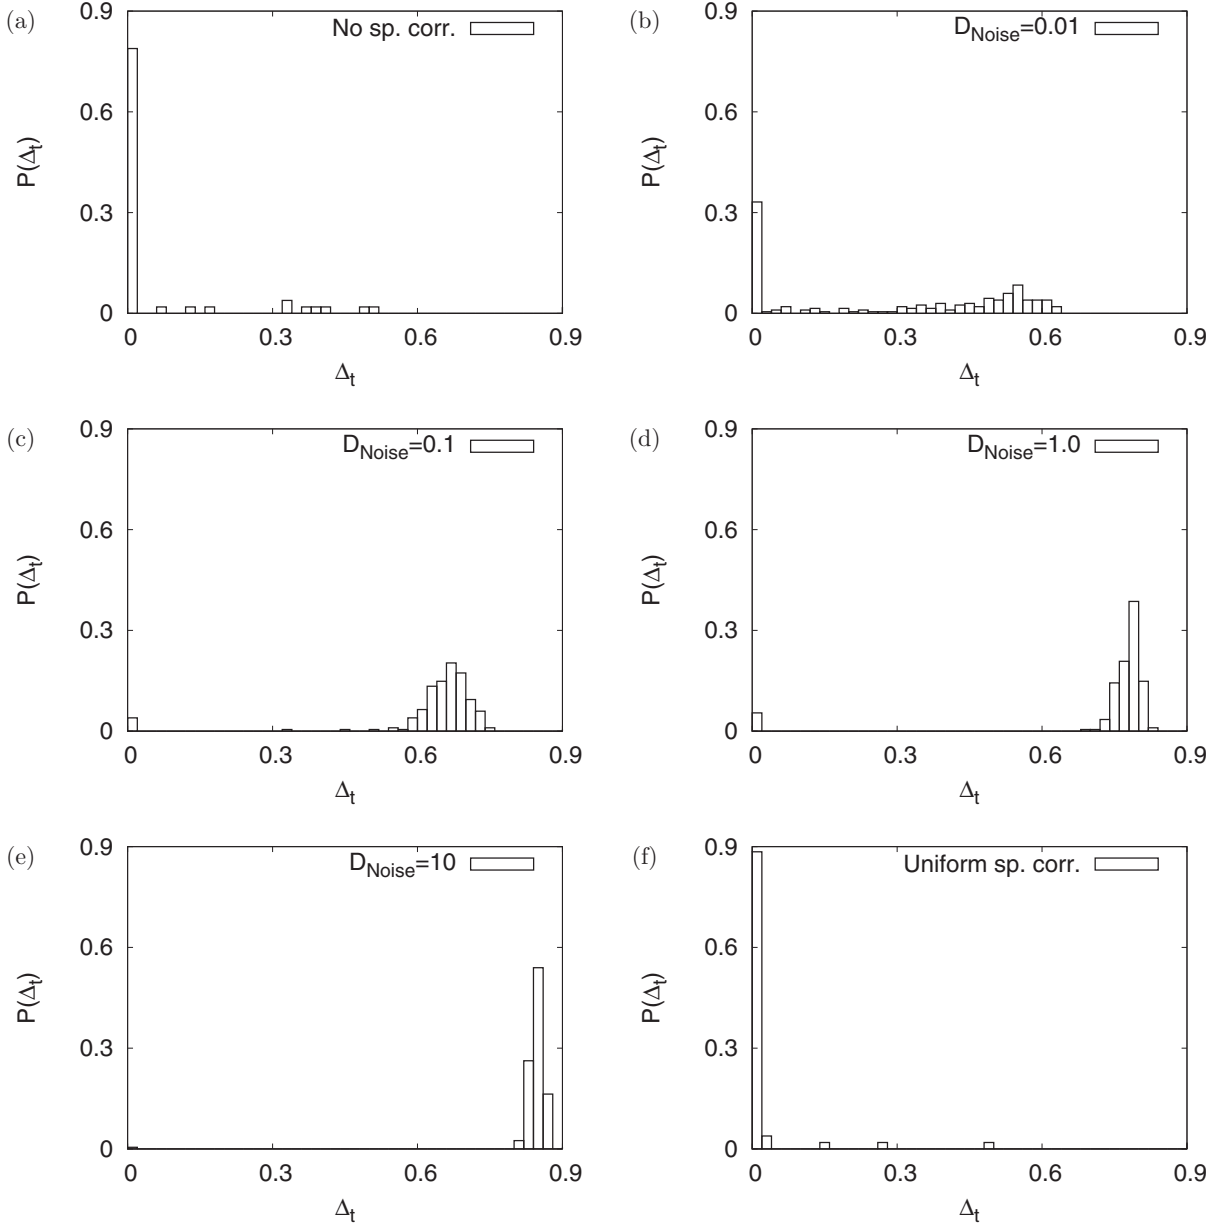 (a)
No sp. corr.
0.9
0.6
0.3
0
P(Δt)
0
0.3
0.6
0.9
Δt
(b)
DNoise=0.01
0.9
0.6
0.3
0
P(Δt)
0
0.3
0.6
0.9
Δt
(c)
DNoise=0.1
0.9
0.6
0.3
0
P(Δt)
0
0.3
0.6
0.9
Δt
(d)
DNoise=1.0
0.9
0.6
0.3
0
P(Δt)
0
0.3
0.6
0.9
Δt
(e)
DNoise=10
0.9
0.6
0.3
0
P(Δt)
0
0.3
0.6
0.9
Δt
(f)
Uniform sp. corr.
0.9
0.6
0.3
0
P(Δt)
0
0.3
0.6
0.9
Δt